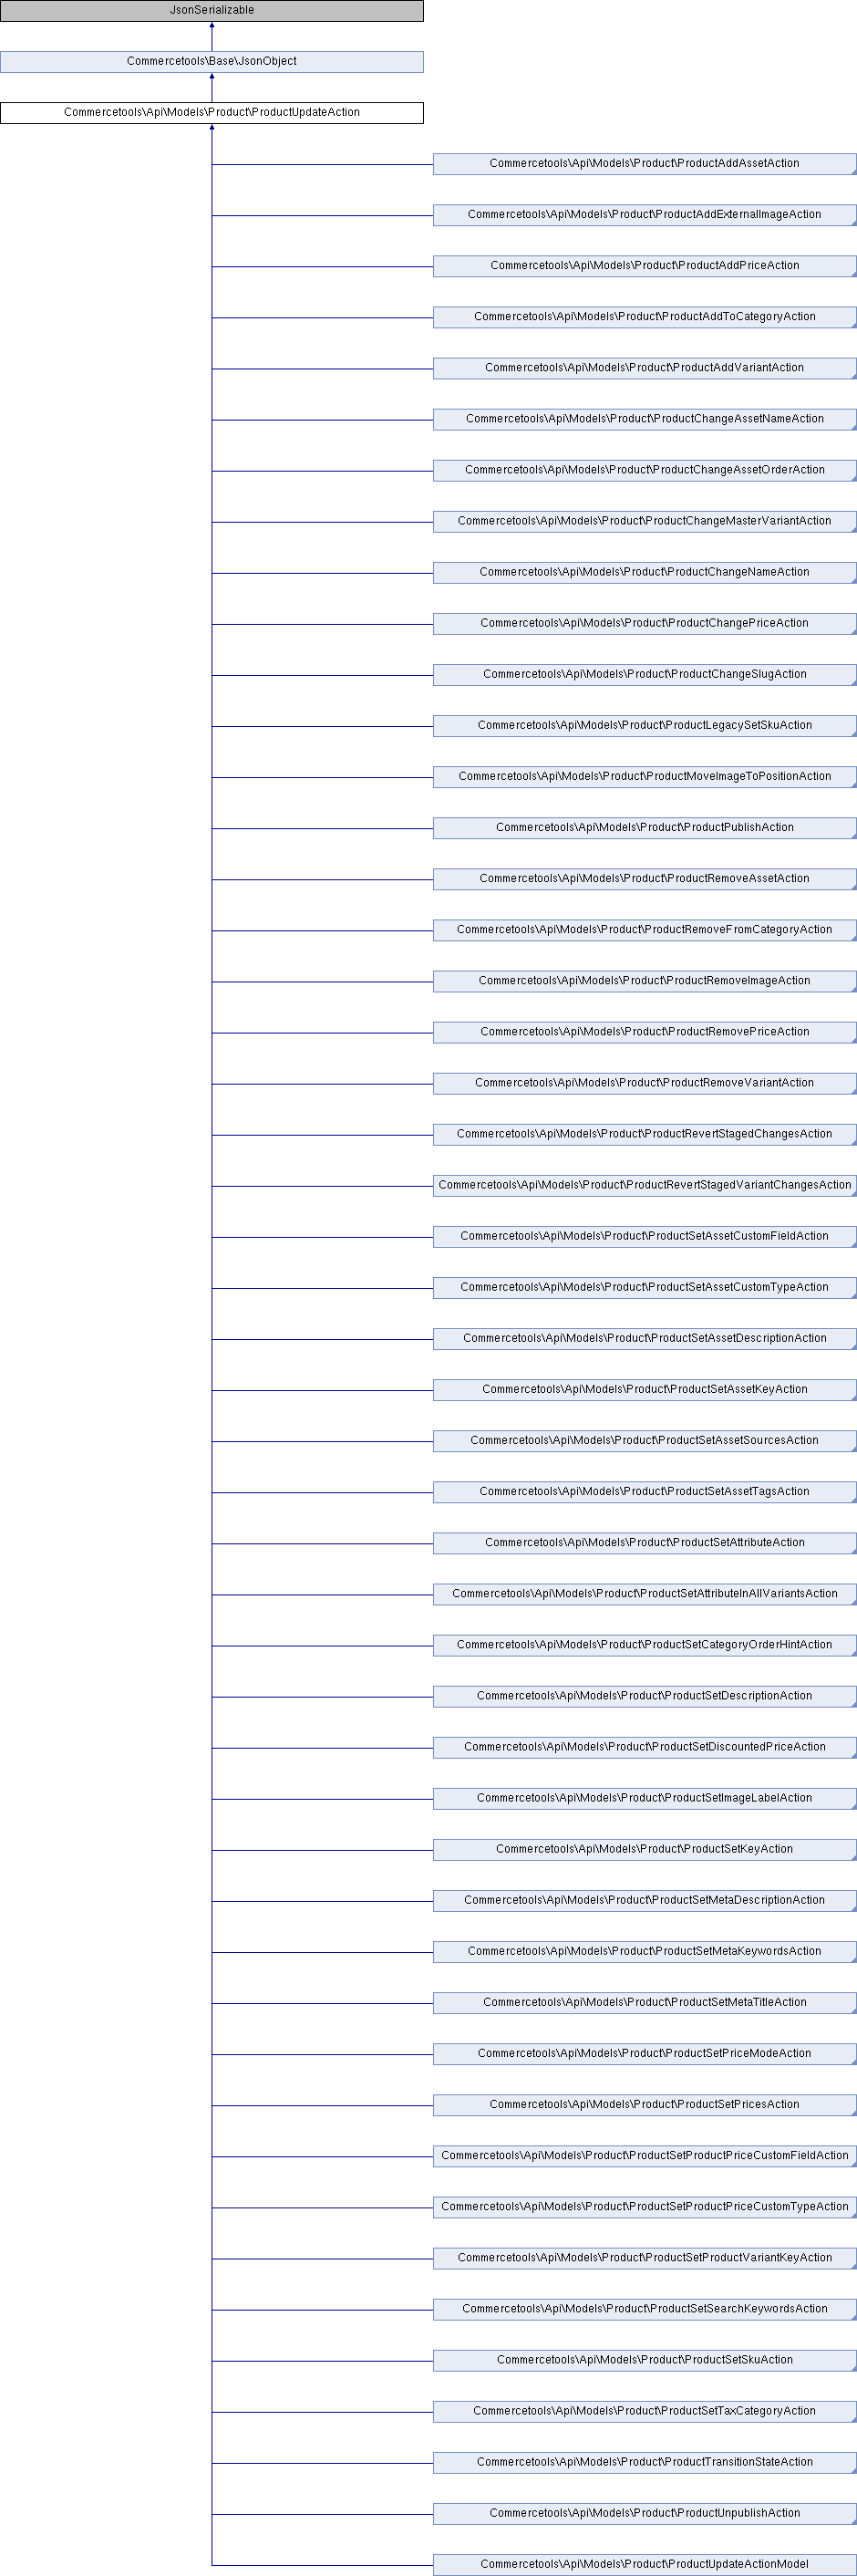 JsonSerializable
Commercetools\Base\JsonObject
Commercetools\Api\Models\Product\ProductUpdateAction
Commercetools\Api\Models\Product\ProductAddAssetAction
Commercetools\Api\Models\Product\ProductAddExternalImageAction
Commercetools\Api\Models\Product\ProductAddPriceAction
Commercetools\Api\Models\Product\ProductAddToCategoryAction
Commercetools\Api\Models\Product\ProductAddVariantAction
Commercetools\Api\Models\Product\ProductChangeAssetNameAction
Commercetools\Api\Models\Product\ProductChangeAssetOrderAction
Commercetools\Api\Models\Product\ProductChangeMasterVariantAction
Commercetools\Api\Models\Product\ProductChangeNameAction
Commercetools\Api\Models\Product\ProductChangePriceAction
Commercetools\Api\Models\Product\ProductChangeSlugAction
Commercetools\Api\Models\Product\ProductLegacySetSkuAction
Commercetools\Api\Models\Product\ProductMoveImageToPositionAction
Commercetools\Api\Models\Product\ProductPublishAction
Commercetools\Api\Models\Product\ProductRemoveAssetAction
Commercetools\Api\Models\Product\ProductRemoveFromCategoryAction
Commercetools\Api\Models\Product\ProductRemoveImageAction
Commercetools\Api\Models\Product\ProductRemovePriceAction
Commercetools\Api\Models\Product\ProductRemoveVariantAction
Commercetools\Api\Models\Product\ProductRevertStagedChangesAction
Commercetools\Api\Models\Product\ProductRevertStagedVariantChangesAction
Commercetools\Api\Models\Product\ProductSetAssetCustomFieldAction
Commercetools\Api\Models\Product\ProductSetAssetCustomTypeAction
Commercetools\Api\Models\Product\ProductSetAssetDescriptionAction
Commercetools\Api\Models\Product\ProductSetAssetKeyAction
Commercetools\Api\Models\Product\ProductSetAssetSourcesAction
Commercetools\Api\Models\Product\ProductSetAssetTagsAction
Commercetools\Api\Models\Product\ProductSetAttributeAction
Commercetools\Api\Models\Product\ProductSetAttributeInAllVariantsAction
Commercetools\Api\Models\Product\ProductSetCategoryOrderHintAction
Commercetools\Api\Models\Product\ProductSetDescriptionAction
Commercetools\Api\Models\Product\ProductSetDiscountedPriceAction
Commercetools\Api\Models\Product\ProductSetImageLabelAction
Commercetools\Api\Models\Product\ProductSetKeyAction
Commercetools\Api\Models\Product\ProductSetMetaDescriptionAction
Commercetools\Api\Models\Product\ProductSetMetaKeywordsAction
Commercetools\Api\Models\Product\ProductSetMetaTitleAction
Commercetools\Api\Models\Product\ProductSetPriceModeAction
Commercetools\Api\Models\Product\ProductSetPricesAction
Commercetools\Api\Models\Product\ProductSetProductPriceCustomFieldAction
Commercetools\Api\Models\Product\ProductSetProductPriceCustomTypeAction
Commercetools\Api\Models\Product\ProductSetProductVariantKeyAction
Commercetools\Api\Models\Product\ProductSetSearchKeywordsAction
Commercetools\Api\Models\Product\ProductSetSkuAction
Commercetools\Api\Models\Product\ProductSetTaxCategoryAction
Commercetools\Api\Models\Product\ProductTransitionStateAction
Commercetools\Api\Models\Product\ProductUnpublishAction
Commercetools\Api\Models\Product\ProductUpdateActionModel